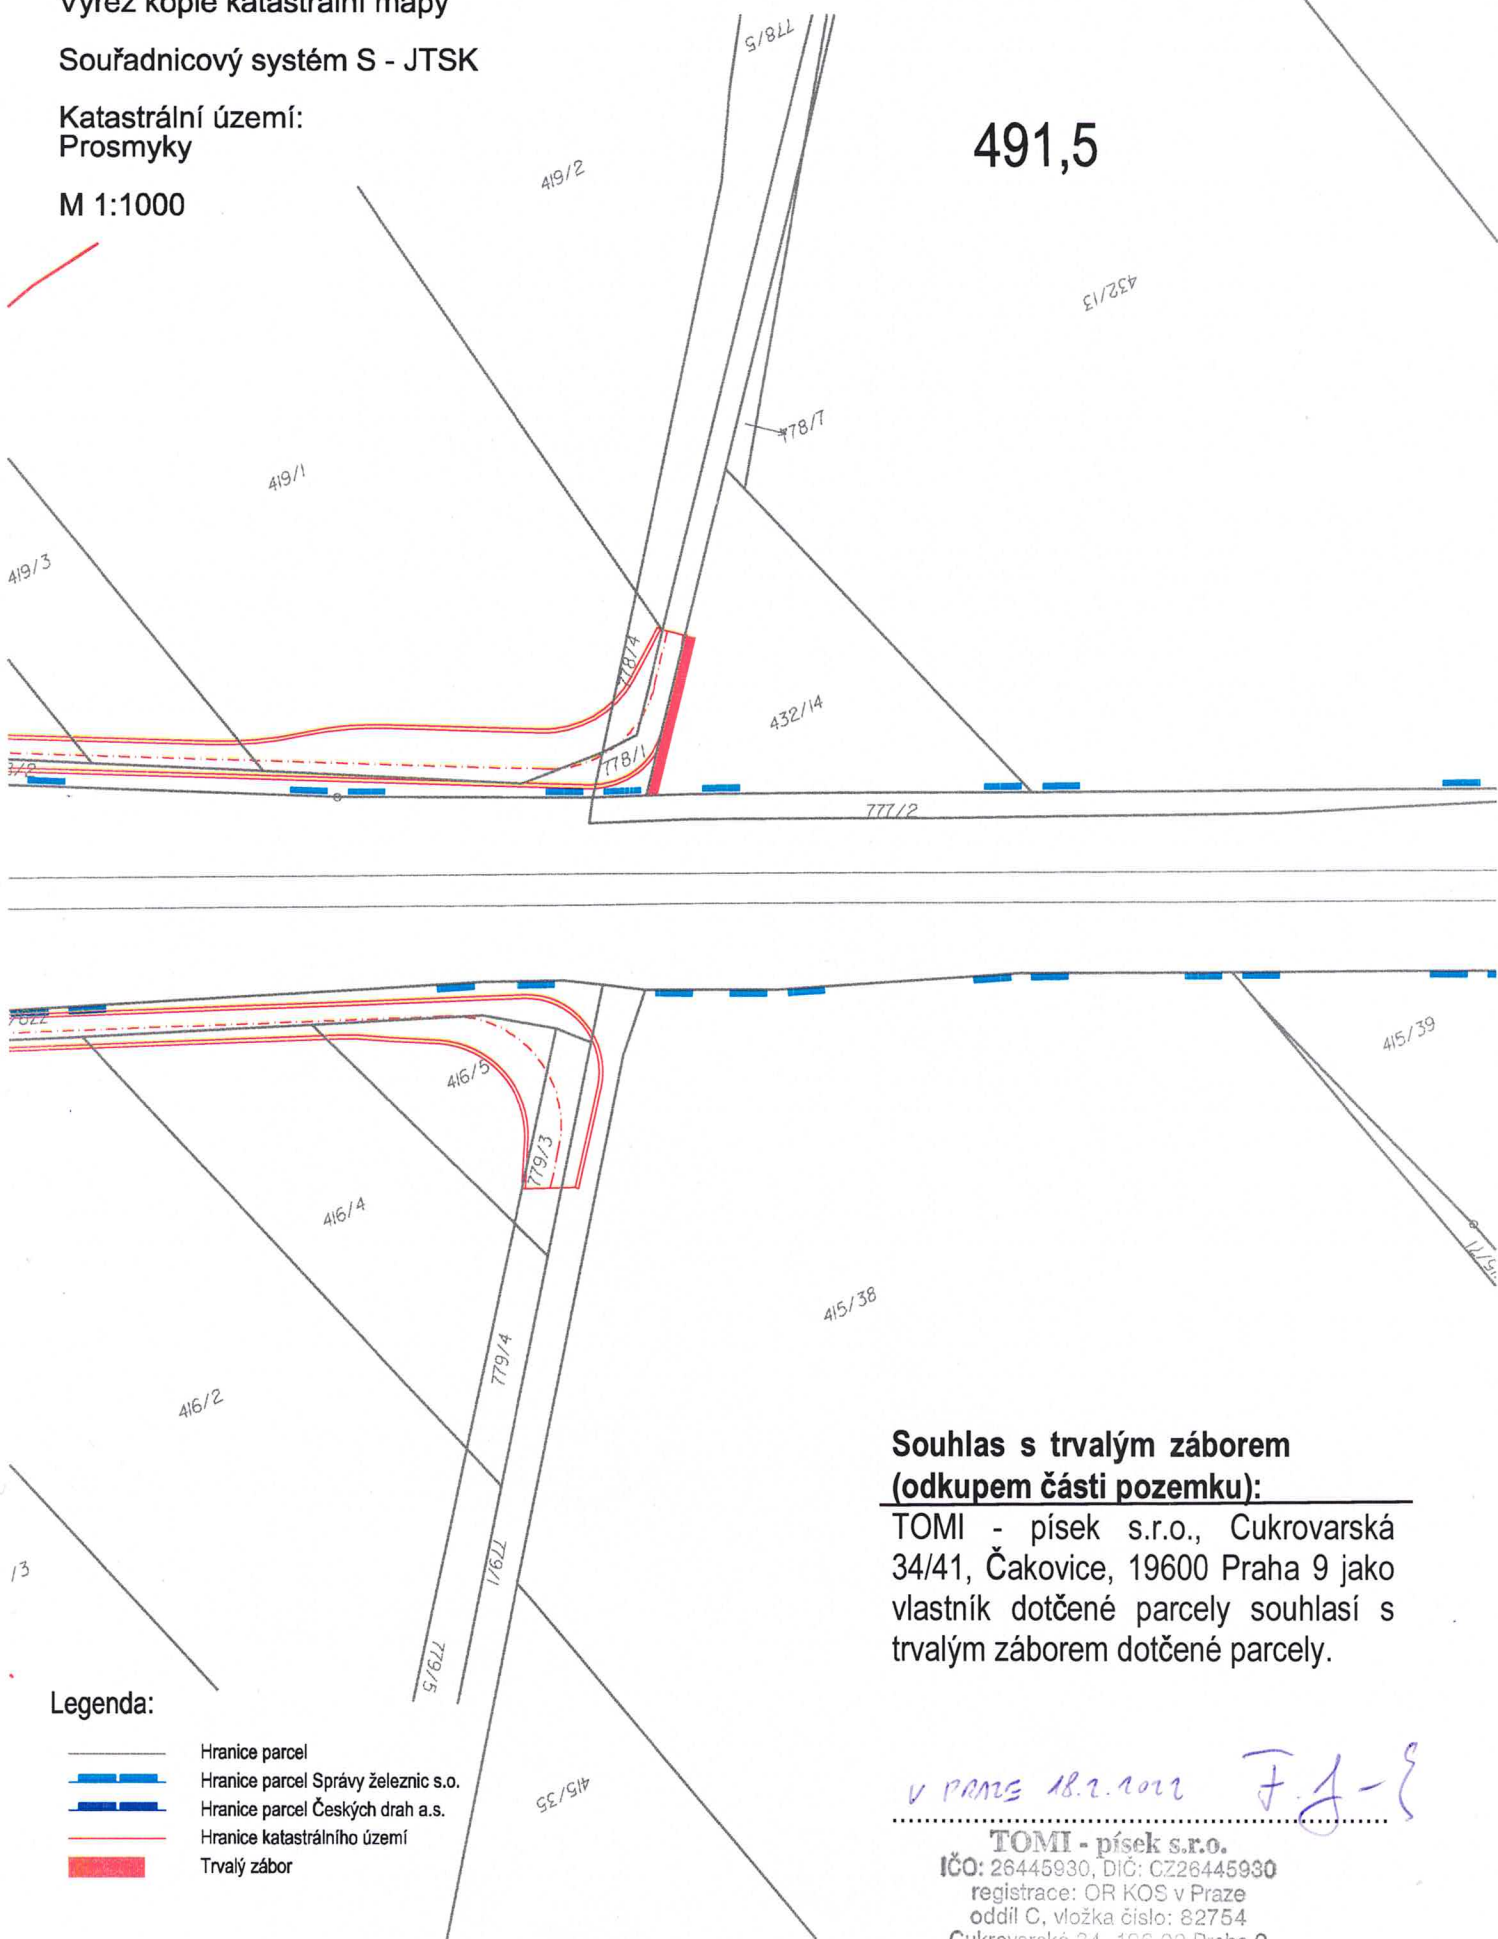 Výřez kopie katastrální mapy
Souřadnicový systém S - JTSK
Katastrální území:
Prosmyky
M 1:1000
491,5
778/5
419/2
432/13
778/7
419/1
419/3
778/4
432/14
778/1
777/2
415/39
416/5
779/3
416/4
415/38
779/4
416/2
779/1
/3
779/5
415/35
Souhlas s trvalým záborem
(odkupem části pozemku):
TOMI - písek s.r.o., Cukrovarská
34/41, Čakovice, 19600 Praha 9 jako
vlastník dotčené parcely souhlasí s
trvalým záborem dotčené parcely.
Legenda:
Hranice parcel
Hranice parcel Správy železnic s.o.
Hranice parcel Českých drah a.s.
Hranice katastrálního území
Trvalý zábor
V PRAZE 18.2.2022
TOMI - písek s.r.o.
IČO: 26445930, DIČ: CZ26445930
registrace: OR KOS v Praze
oddíl C, vložka číslo: 82754